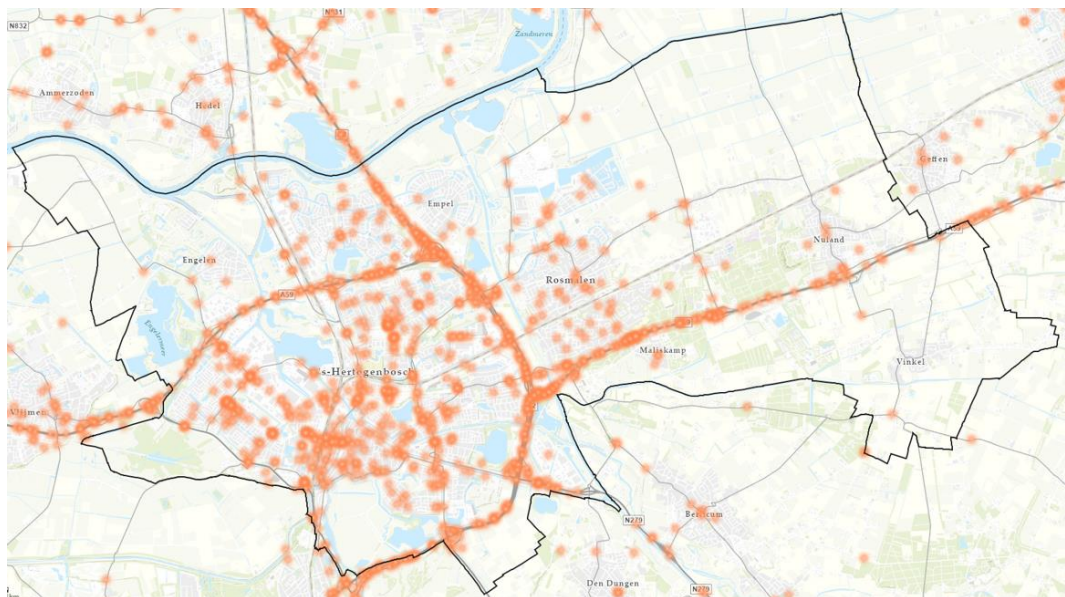 N832
N831
Zandmeren
Ammerzoden
Hedel
Geffen
Empel
Nuland
Engelen
Rosmalen
A59
Engelermeer
Maliskamp
's-Hertogenbosch
Vinkel
Vlijmen
N279
Berlicum
Den Dungen
N279